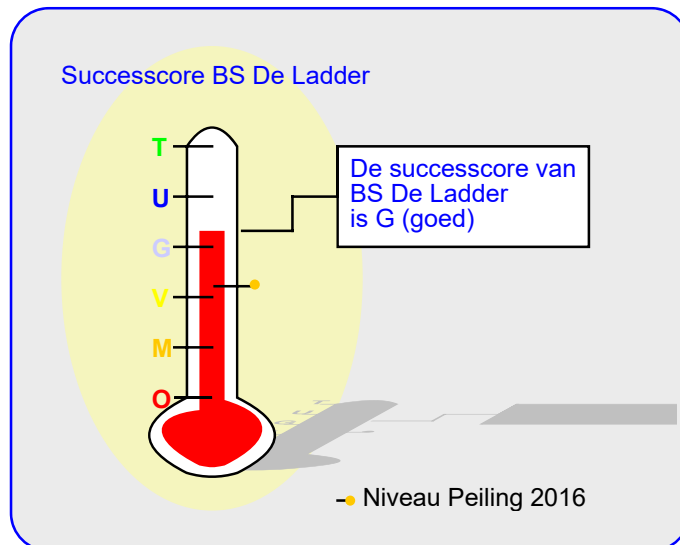 Successcore BS De Ladder
T
U
G
V
M
O
De successcore van
BS De Ladder
is G (goed)
Niveau Peiling 2016